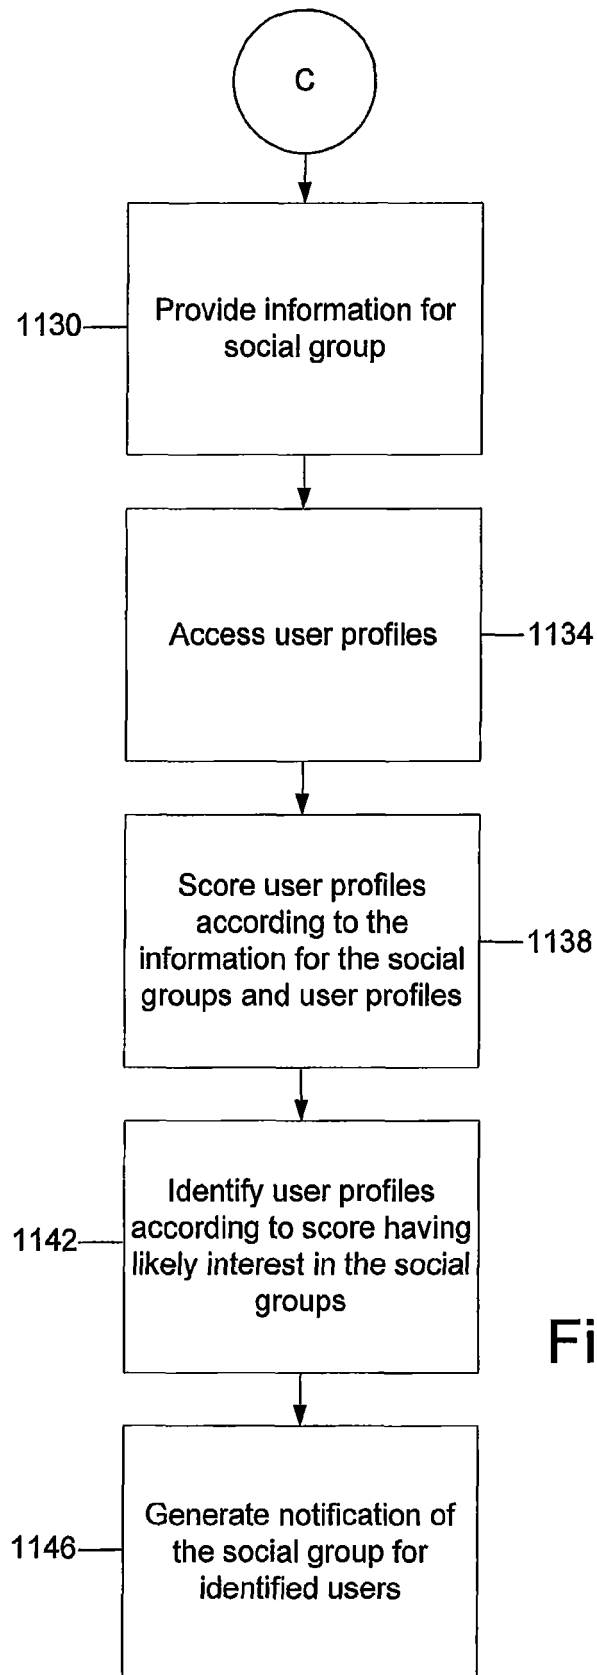 C
1130
Provide information for
social group
Access user profiles
1134
Score user profiles
according to the
information for the social
groups and user profiles
1138
1142
Identify user profiles
according to score having
likely interest in the social
groups
Fi
1146
Generate notification of
the social group for
identified users